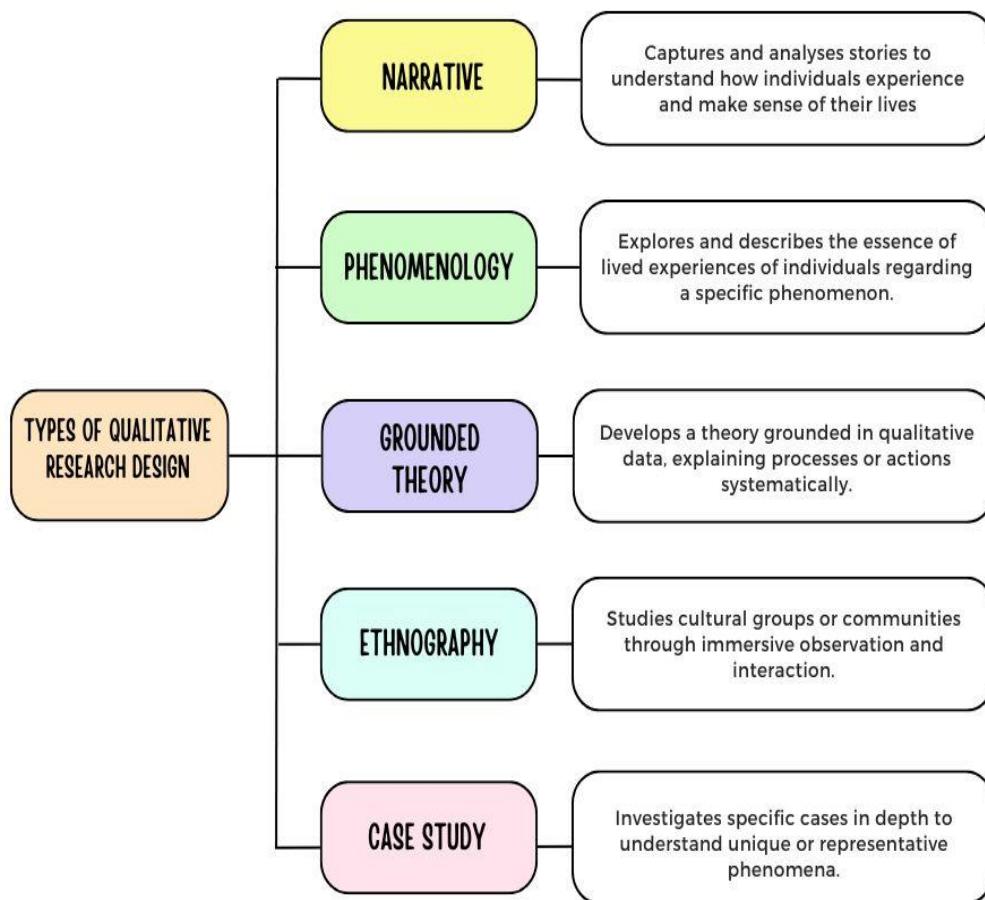 NARRATIVE
Captures and analyses stories to
understand how individuals experience
and make sense of their lives
PHENOMENOLOGY
Explores and describes the essence of
lived experiences of individuals regarding
a specific phenomenon.
TYPES OF QUALITATIVE
RESEARCH DESIGN
GROUNDED
THEORY
Develops a theory grounded in qualitative
data, explaining processes or actions
systematically.
ETHNOGRAPHY
Studies cultural groups or communities
through immersive observation and
interaction.
CASE STUDY
Investigates specific cases in depth to
understand unique or representative
phenomena.